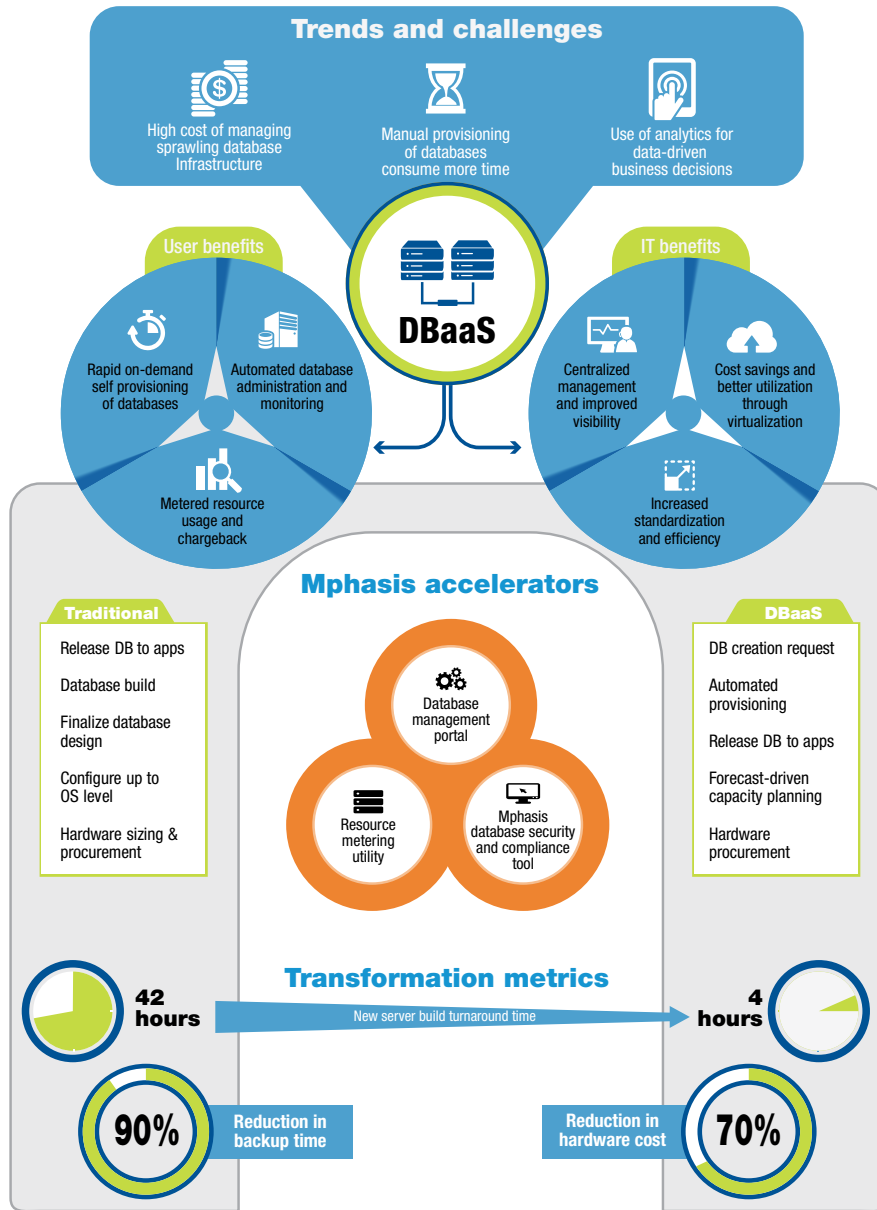 Trends and challenges
High cost of managing
sprawling database
Infrastructure
Manual provisioning
of databases
consume more time
Use of analytics for
data-driven
business decisions
DBaaS
User benefits
Rapid on-demand
self provisioning
of databases
Automated database
administration and
monitoring
Metered resource
usage and
chargeback
IT benefits
Centralized
management
and improved
visibility
Cost savings and
better utilization
through
virtualization
Increased
standardization
and efficiency
Traditional
Release DB to apps
Database build
Finalize database
design
Configure up to
OS level
Hardware sizing &
procurement
Mphasis accelerators
Database
management
portal
Resource
metering
utility
Mphasis
database security
and compliance
tool
DBaaS
DB creation request
Automated
provisioning
Release DB to apps
Forecast-driven
capacity planning
Hardware
procurement
Transformation metrics
42
hours
New server build turnaround time
4
hours
90%
Reduction in
backup time
Reduction in
hardware cost
70%